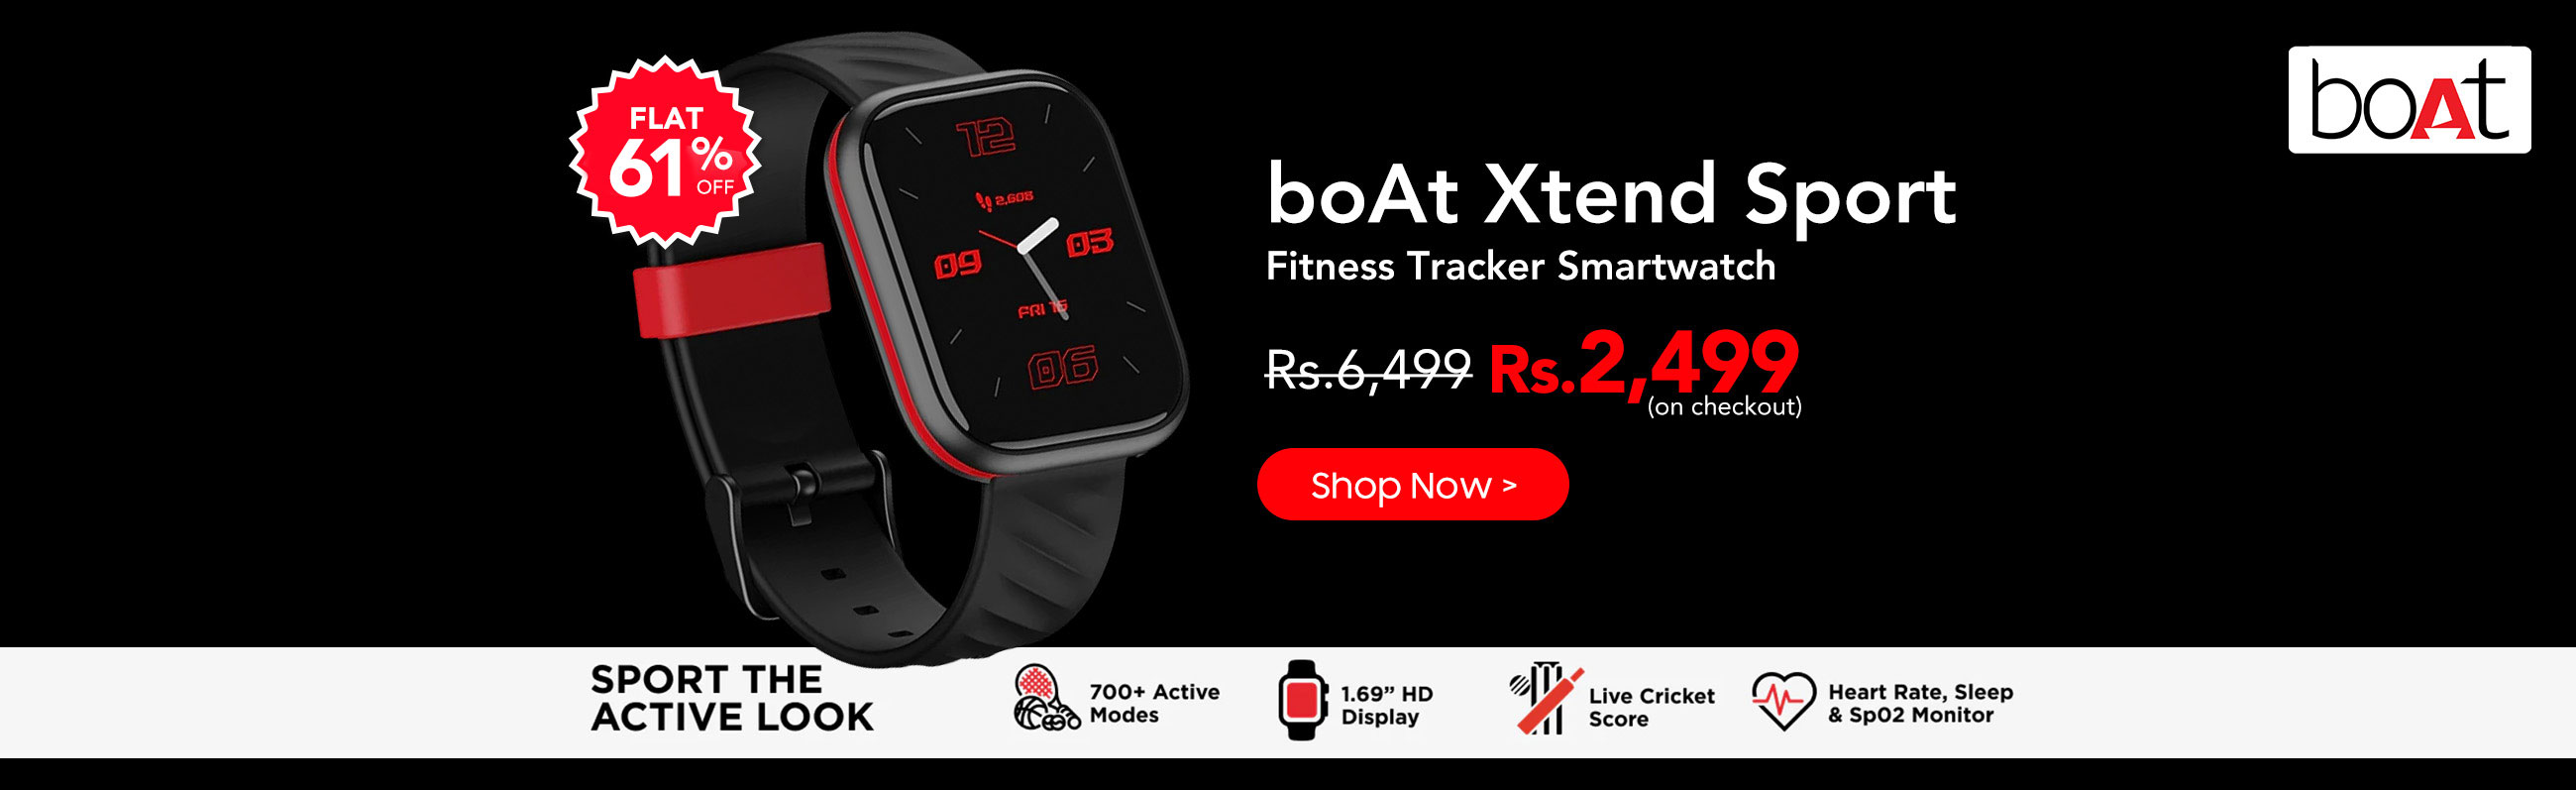 FLAT
61%
OFF
12
2,605
09
03
FRI 15
06
boAt
boAt Xtend Sport
Fitness Tracker Smartwatch
Rs.6,499 Rs.2,499
(on checkout)
Shop Now >
SPORT THE
ACTIVE LOOK
700+ Active
Modes
1.69” HD
Display
Live Cricket
Score
Heart Rate, Sleep
& Sp02 Monitor